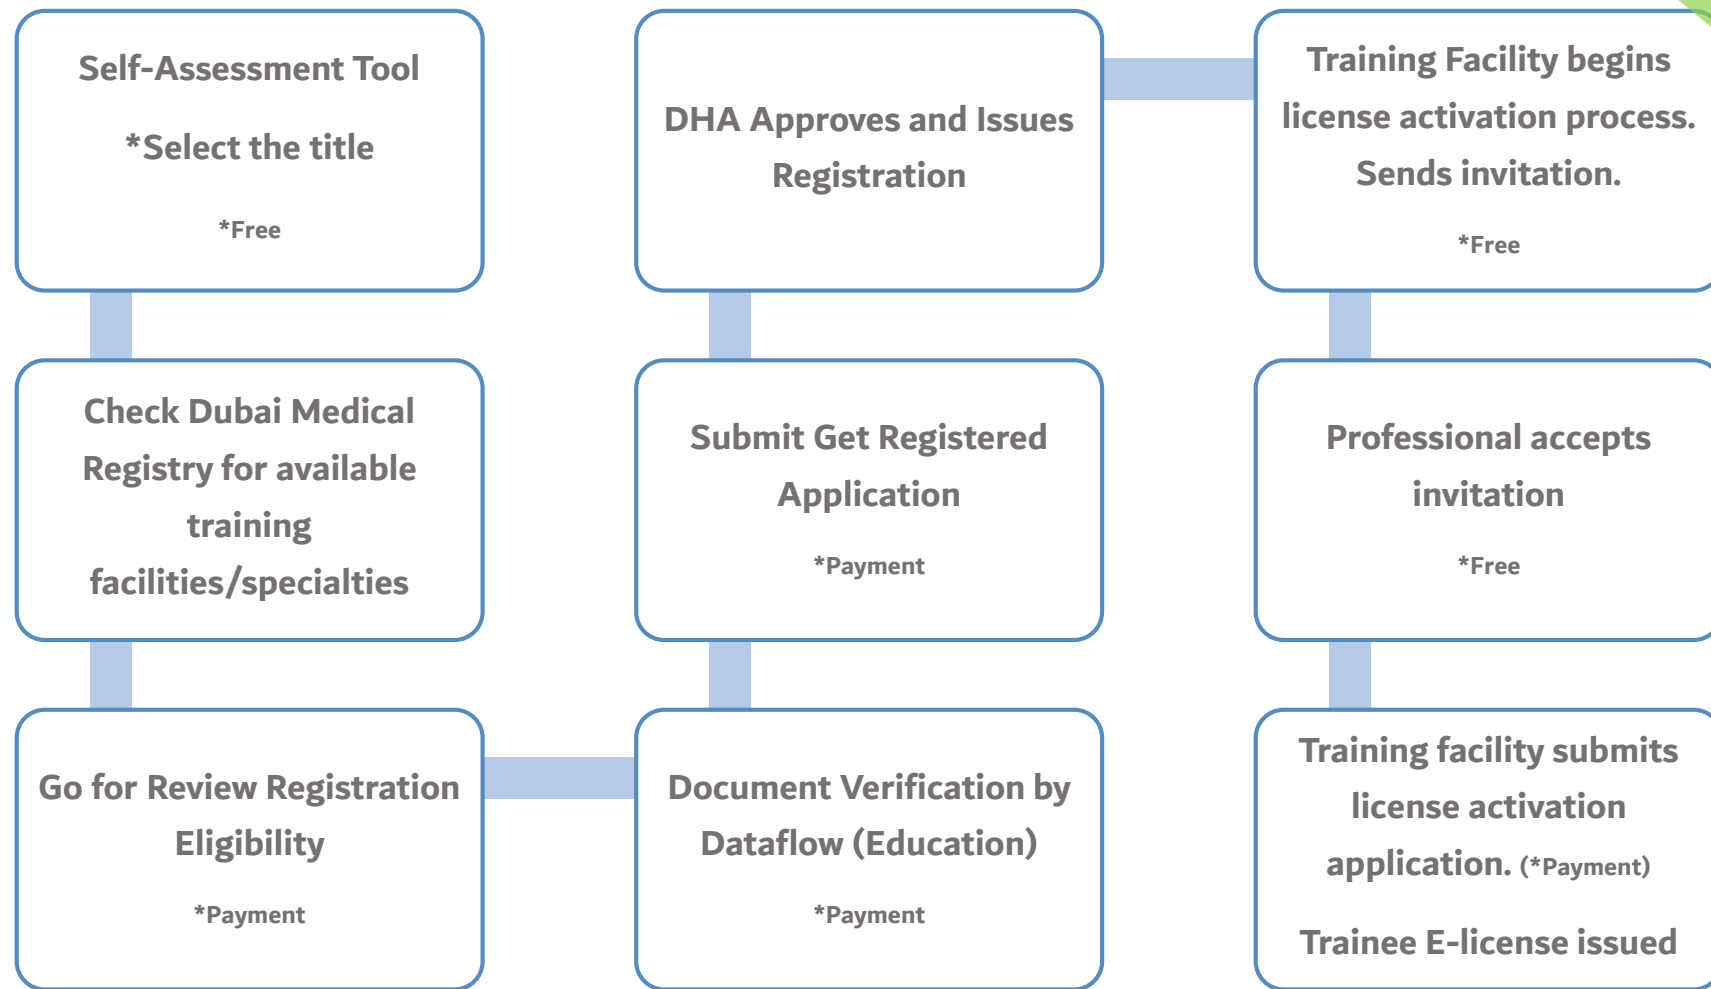 Self-Assessment Tool
*Select the title
*Free
Check Dubai Medical
Registry for available
training
facilities/specialties
Go for Review Registration
Eligibility
*Payment
Document Verification by
Dataflow (Education)
*Payment
Submit Get Registered
Application
*Payment
DHA Approves and Issues
Registration
Training Facility begins
license activation process.
Sends invitation.
*Free
Professional accepts
invitation
*Free
Training facility submits
license activation
application. (*Payment)
Trainee E-license issued